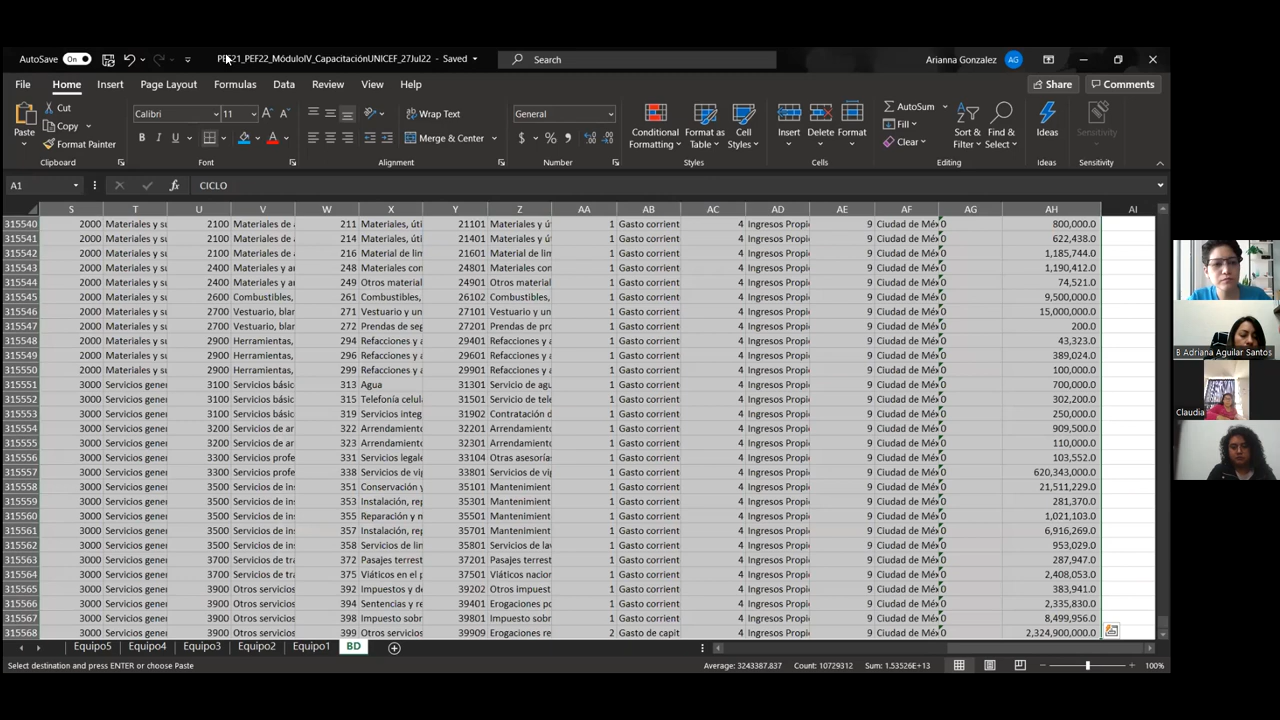 AutoSave On PEF21_PEF22_MóduloIV_CapacitaciónUNICEF_27Jul22 - Saved Search Arianna Gonzalez AG
File Home Insert Page Layout Formulas Data Review View Help Share Comments
Paste Cut Copy Format Painter Calibri 11 Wrap Text Merge & Center General Conditional Formatting Format as Table Cell Styles Insert Delete Format AutoSum Fill Clear Sort & Filter Find & Select Ideas Sensitivity
Clipboard Font Alignment Number Styles Cells Editing Ideas Sensitivity
A1 CICLO
S T U V W X Y Z AA AB AC AD AE AF AG AH AI
315540 2000 Materiales y su 2100 Materiales de 211 Materiales, úti 21101 Materiales y ú 1 Gasto corrient 4 Ingresos Propi 9 Ciudad de Méx 0 800,000.0
315541 2000 Materiales y su 2100 Materiales de 214 Materiales, úti 21401 Materiales y ú 1 Gasto corrient 4 Ingresos Propi 9 Ciudad de Méx 0 622,438.0
315542 2000 Materiales y su 2100 Materiales de 216 Material de lim 21601 Material de lim 1 Gasto corrient 4 Ingresos Propi 9 Ciudad de Méx 0 1,185,744.0
315543 2000 Materiales y su 2400 Materiales y ar 248 Materiales com 24801 Materiales com 1 Gasto corrient 4 Ingresos Propi 9 Ciudad de Méx 0 1,190,412.0
315544 2000 Materiales y su 2400 Materiales y ar 249 Otros material 24901 Otros material 1 Gasto corrient 4 Ingresos Propi 9 Ciudad de Méx 0 74,521.0
315545 2000 Materiales y su 2600 Combustibles, 261 Combustibles, 26102 Combustibles, 1 Gasto corrient 4 Ingresos Propi 9 Ciudad de Méx 0 9,500,000.0
315546 2000 Materiales y su 2700 Vestuario, blar 271 Vestuario y un 27101 Vestuario y un 1 Gasto corrient 4 Ingresos Propi 9 Ciudad de Méx 0 15,000,000.0
315547 2000 Materiales y su 2700 Vestuario, blar 272 Prendas de seg 27201 Prendas de pro 1 Gasto corrient 4 Ingresos Propi 9 Ciudad de Méx 0 200.0
315548 2000 Materiales y su 2900 Herramientas, 294 Refacciones y a 29401 Refacciones y a 1 Gasto corrient 4 Ingresos Propi 9 Ciudad de Méx 0 43,323.0
315549 2000 Materiales y su 2900 Herramientas, 296 Refacciones y a 29601 Refacciones y a 1 Gasto corrient 4 Ingresos Propi 9 Ciudad de Méx 0 389,024.0
315550 2000 Materiales y su 2900 Herramientas, 299 Refacciones y a 29901 Refacciones y a 1 Gasto corrient 4 Ingresos Propi 9 Ciudad de Méx 0 100,000.0
315551 3000 Servicios gener 3100 Servicios básic 313 Agua 31301 Servicio de agu 1 Gasto corrient 4 Ingresos Propi 9 Ciudad de Méx 0 700,000.0
315552 3000 Servicios gener 3100 Servicios básic 315 Telefonía celul 31501 Servicio de tel 1 Gasto corrient 4 Ingresos Propi 9 Ciudad de Méx 0 302,200.0
315553 3000 Servicios gener 3100 Servicios básic 319 Servicios integ 31902 Contratación d 1 Gasto corrient 4 Ingresos Propi 9 Ciudad de Méx 0 250,000.0
315554 3000 Servicios gener 3200 Servicios de ar 322 Arrendamiento 32201 Arrendamiento 1 Gasto corrient 4 Ingresos Propi 9 Ciudad de Méx 0 909,500.0
315555 3000 Servicios gener 3200 Servicios de ar 323 Arrendamiento 32301 Arrendamiento 1 Gasto corrient 4 Ingresos Propi 9 Ciudad de Méx 0 110,000.0
315556 3000 Servicios gener 3300 Servicios profe 331 Servicios legale 33104 Otras asesorías 1 Gasto corrient 4 Ingresos Propi 9 Ciudad de Méx 0 103,552.0
315557 3000 Servicios gener 3300 Servicios profe 338 Servicios de vig 33801 Servicios de vig 1 Gasto corrient 4 Ingresos Propi 9 Ciudad de Méx 0 620,343,000.0
315558 3000 Servicios gener 3500 Servicios de in 351 Conservación y 35101 Mantenimient 1 Gasto corrient 4 Ingresos Propi 9 Ciudad de Méx 0 21,511,229.0
315559 3000 Servicios gener 3500 Servicios de in 353 Instalación, rep 35301 Mantenimient 1 Gasto corrient 4 Ingresos Propi 9 Ciudad de Méx 0 281,370.0
315560 3000 Servicios gener 3500 Servicios de in 355 Reparación y m 35501 Mantenimient 1 Gasto corrient 4 Ingresos Propi 9 Ciudad de Méx 0 1,021,103.0
315561 3000 Servicios gener 3500 Servicios de in 357 Instalación, rep 35701 Mantenimient 1 Gasto corrient 4 Ingresos Propi 9 Ciudad de Méx 0 6,916,269.0
315562 3000 Servicios gener 3500 Servicios de in 358 Servicios de lim 35801 Servicios de lav 1 Gasto corrient 4 Ingresos Propi 9 Ciudad de Méx 0 953,029.0
315563 3000 Servicios gener 3700 Servicios de tra 372 Pasajes terrest 37201 Pasajes terrest 1 Gasto corrient 4 Ingresos Propi 9 Ciudad de Méx 0 287,947.0
315564 3000 Servicios gener 3700 Servicios de tra 375 Viáticos en el p 37501 Viáticos nacion 1 Gasto corrient 4 Ingresos Propi 9 Ciudad de Méx 0 2,408,053.0
315565 3000 Servicios gener 3900 Otros servicios 392 Impuestos y de 39202 Otros impuest 1 Gasto corrient 4 Ingresos Propi 9 Ciudad de Méx 0 383,941.0
315566 3000 Servicios gener 3900 Otros servicios 394 Sentencias y re 39401 Erogaciones po 1 Gasto corrient 4 Ingresos Propi 9 Ciudad de Méx 0 2,335,830.0
315567 3000 Servicios gener 3900 Otros servicios 398 Impuesto sobr 39801 Impuesto sobr 1 Gasto corrient 4 Ingresos Propi 9 Ciudad de Méx 0 8,499,956.0
315568 3000 Servicios gener 3900 Otros servicios 399 Otros servicios 39909 Erogaciones re 2 Gasto de capit 4 Ingresos Propi 9 Ciudad de Méx 0 2,324,900,000.0
Equipo5 Equipo4 Equipo3 Equipo2 Equipo1 BD
Select destination and press ENTER or choose Paste Average: 3243387.837 Count: 10729312 Sum: 1.53526E+13 100%
B Adriana Aguilar Santos
Claudia